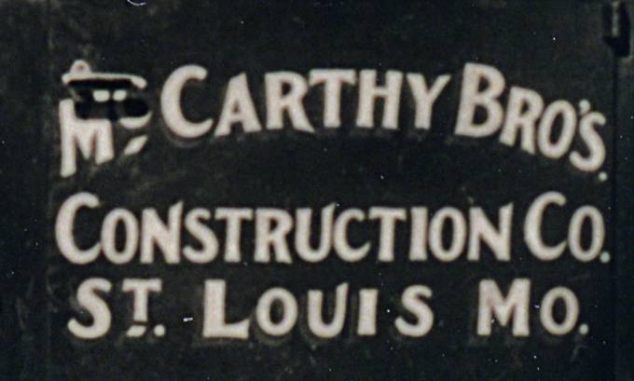 McCARTHY BRO'S.
CONSTRUCTION CO.
ST. LOUIS MO.